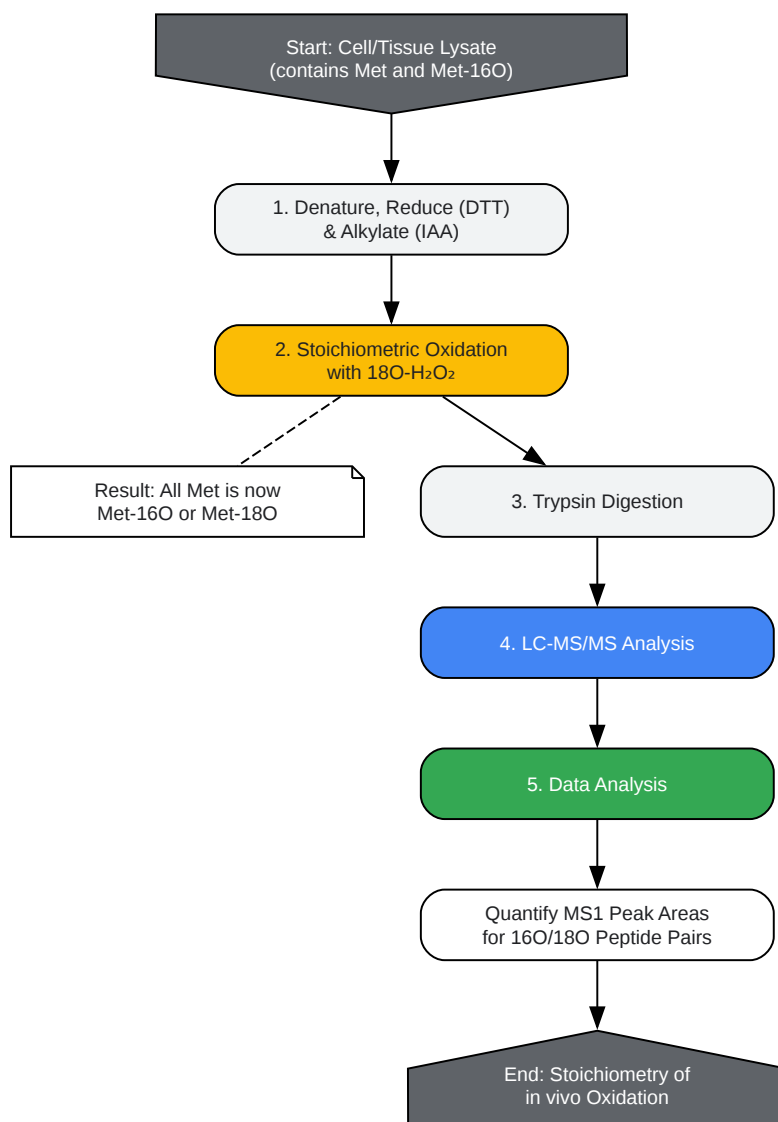 Start: Cell/Tissue Lysate
(contains Met and Met-16O)
1. Denature, Reduce (DTT)
& Alkylate (IAA)
2. Stoichiometric Oxidation
with 18O-H₂O₂
Result: All Met is now
Met-16O or Met-18O
3. Trypsin Digestion
4. LC-MS/MS Analysis
5. Data Analysis
Quantify MS1 Peak Areas
for 16O/18O Peptide Pairs
End: Stoichiometry of
in vivo Oxidation